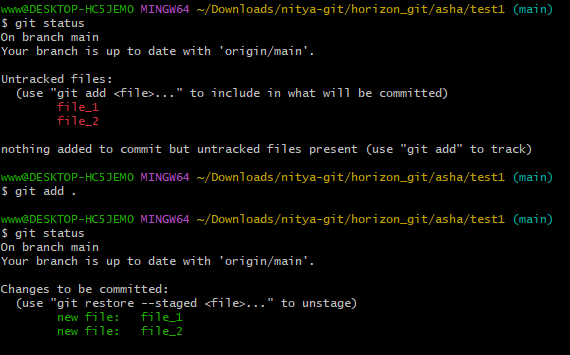 www@DESKTOP-HC5JEMO MINGW64 ~/Downloads/nitya-git/horizon_git/asha/test1 (main)
$ git status
On branch main
Your branch is up to date with 'origin/main'.
Untracked files:
(use "git add <file>..." to include in what will be committed)
file_1
file_2
nothing added to commit but untracked files present (use "git add" to track)
www@DESKTOP-HC5JEMO MINGW64 ~/Downloads/nitya-git/horizon_git/asha/test1 (main)
$ git add .
www@DESKTOP-HC5JEMO MINGW64 ~/Downloads/nitya-git/horizon_git/asha/test1 (main)
$ git status
On branch main
Your branch is up to date with 'origin/main'.
Changes to be committed:
(use "git restore --staged <file>..." to unstage)
new file:   file_1
new file:   file_2